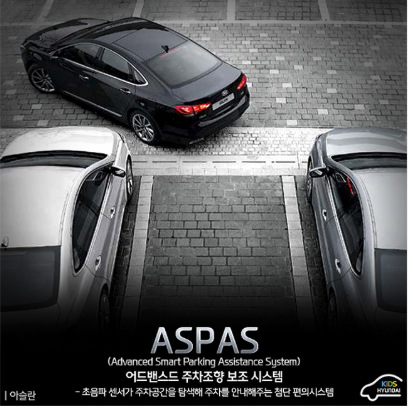 ASPAS
(Advanced Smart Parking Assistance System)
어드밴스드 주차조향 보조 시스템
- 초음파 센서가 주차공간을 탐색해 주차를 안내해주는 첨단 편의시스템
| 아슬란
KIDS
HYUNDAI